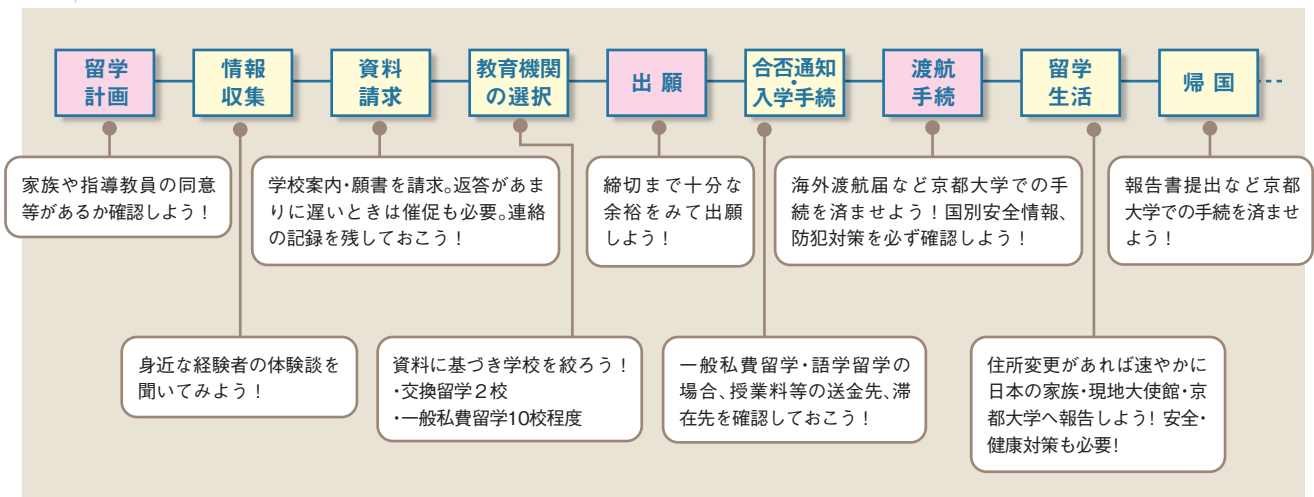 留学
計画
情報
収集
資料
請求
教育機関
の選択
出願
合否通知
・
入学手続
渡航
手続
留学
生活
帰国
家族や指導教員の同意
等があるか確認しよう！
学校案内・願書を請求。返答があま
りに遅いときは催促も必要。連絡
の記録を残しておこう！
締切まで十分な
余裕をみて出願
しよう！
海外渡航届など京都大学での手
続を済ませよう！国別安全情報、
防犯対策を必ず確認しよう！
報告書提出など京都
大学での手続を済ませ
よう！
身近な経験者の体験談を
聞いてみよう！
資料に基づき学校を絞ろう！
・交換留学２校
・一般私費留学10校程度
一般私費留学・語学留学の
場合、授業料等の送金先、滞
在先を確認しておこう！
住所変更があれば速やかに
日本の家族・現地大使館・京
都大学へ報告しよう！安全・
健康対策も必要！